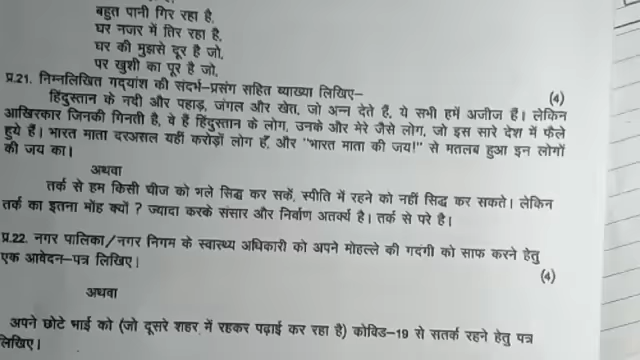 बहुत पानी गिर रहा है,
घर नजर में तिर रहा है,
घर की मुझसे दूर है जो,
पर खुशी का पूर है जो,
प्र.21. निम्नलिखित गद्यांश की संदर्भ–प्रसंग सहित व्याख्या लिखिए– (4)
हिंदुस्तान के नदी और पहाड़, जंगल और खेत, जो अन्न देते हैं, ये सभी हमें अजीज हैं। लेकिन
आखिरकार जिनकी गिनती है, वे हैं हिंदुस्तान के लोग, उनके और मेरे जैसे लोग, जो इस सारे देश में फैले
हुये हैं। भारत माता दरअसल यहीं करोड़ों लोग हैं, और "भारत माता की जय!" से मतलब हुआ इन लोगों
की जय का।
अथवा
तर्क से हम किसी चीज को भले सिद्ध कर सकें, स्पीति में रहने को नहीं सिद्ध कर सकते। लेकिन
तर्क का इतना मोंह क्यों ? ज्यादा करके संसार और निर्वाण अतर्क्य है। तर्क से परे है।
प्र.22. नगर पालिका/नगर निगम के स्वास्थ्य अधिकारी को अपने मोहल्ले की गदंगी को साफ करने हेतु
एक आवेदन–पत्र लिखिए। (4)
अथवा
अपने छोटे भाई को (जो दूसरे शहर में रहकर पढ़ाई कर रहा है) कोविड–19 से सतर्क रहने हेतु पत्र
लिखिए।